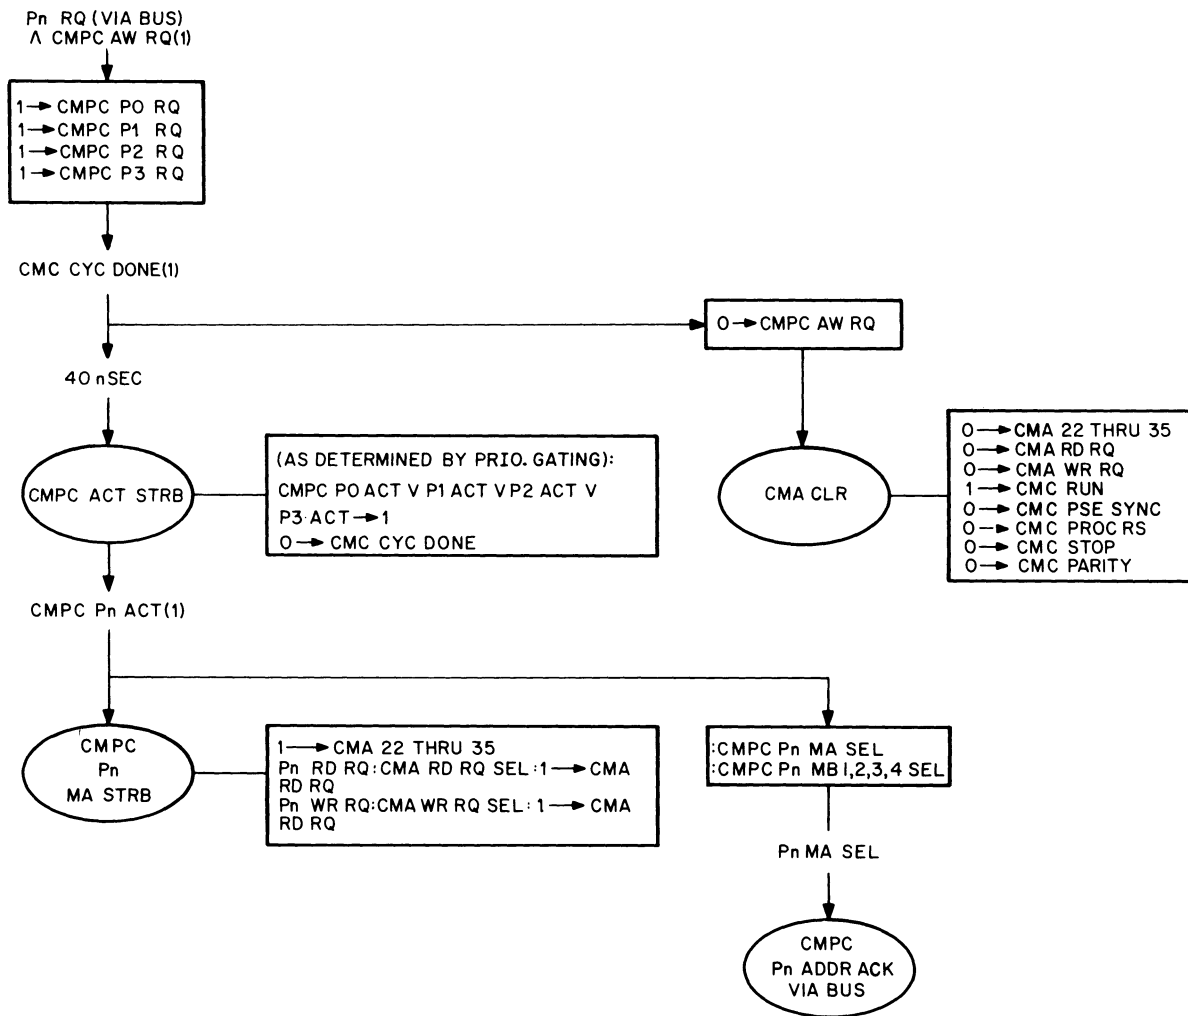 Pn RQ (VIA BUS)
Λ CMPC AW RQ(1)
1→ CMPC PO RQ
1→CMPC P1 RQ
1→ CMPC P2 RQ
1→ CMPC P3 RQ
CMC CYC DONE(1)
0→ CMPC AW RQ
40 nSEC
CMPC ACT STRB
(AS DETERMINED BY PRIO. GATING):
CMPC PO ACT V P1 ACT V P2 ACT V
P3·ACT→1
0→ CMC CYC DONE
CMA CLR
0→ CMA 22 THRU 35
0→ CMA RD RQ
0→ CMA WR RQ
1→ CMC RUN
0→ CMC PSE SYNC
0→ CMC PROC RS
0→ CMC STOP
0→ CMC PARITY
CMPC Pn ACT(1)
CMPC
Pn
MA STRB
1→ CMA 22 THRU 35
Pn RD RQ:CMA RD RQ SEL:1→ CMA
RD RQ
Pn WR RQ:CMA WR RQ SEL:1→ CMA
RD RQ
:CMPC Pn MA SEL
:CMPC Pn MB1,2,3,4 SEL
Pn MA SEL
CMPC
Pn ADDR ACK
VIA BUS